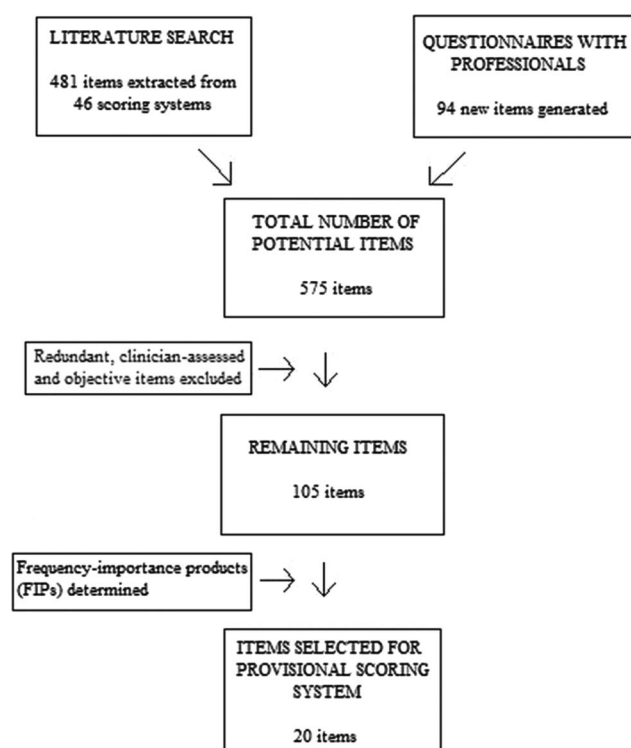 LITERATURE SEARCH
481 items extracted from
46 scoring systems
QUESTIONNAIRES WITH
PROFESSIONALS
94 new items generated
TOTAL NUMBER OF
POTENTIAL ITEMS
575 items
Redundant, clinician-assessed
and objective items excluded
REMAINING ITEMS
105 items
Frequency-importance products
(FIPs) determined
ITEMS SELECTED FOR
PROVISIONAL SCORING
SYSTEM
20 items